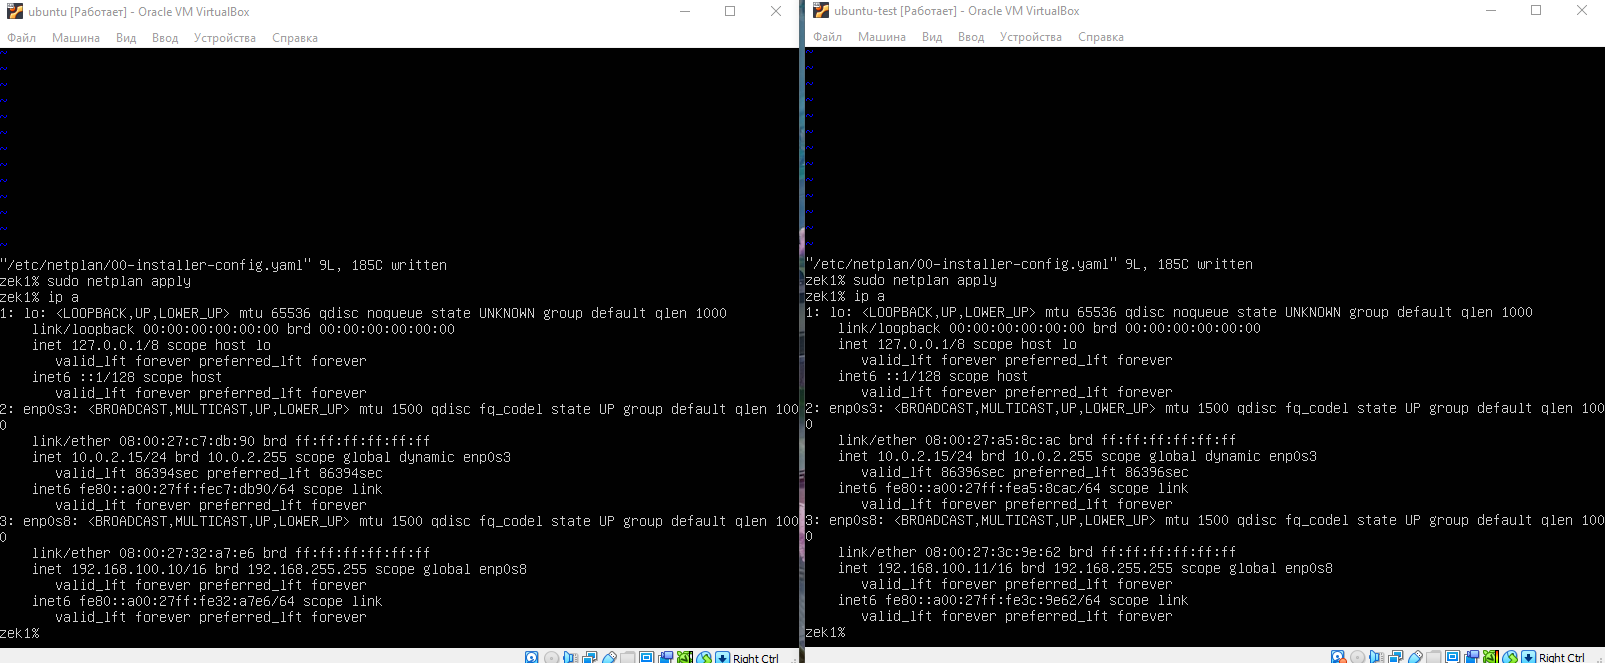 ubuntu [Работает] - Oracle VM VirtualBox
Файл Машина Вид Ввод Устройства Справка
~
~
~
~
~
~
~
~
~
~
~
~
~
"/etc/netplan/00-installer-config.yaml" 9L, 185C written
zek1% sudo netplan apply
zek1% ip a
1: lo: <LOOPBACK,UP,LOWER_UP> mtu 65536 qdisc noqueue state UNKNOWN group default qlen 1000
link/loopback 00:00:00:00:00:00 brd 00:00:00:00:00:00
inet 127.0.0.1/8 scope host lo
valid_lft forever preferred_lft forever
inet6 ::1/128 scope host
valid_lft forever preferred_lft forever
2: enp0s3: <BROADCAST,MULTICAST,UP,LOWER_UP> mtu 1500 qdisc fq_codel state UP group default qlen 100
0
link/ether 08:00:27:c7:db:90 brd ff:ff:ff:ff:ff:ff
inet 10.0.2.15/24 brd 10.0.2.255 scope global dynamic enp0s3
valid_lft 86394sec preferred_lft 86394sec
inet6 fe80::a00:27ff:fec7:db90/64 scope link
valid_lft forever preferred_lft forever
3: enp0s8: <BROADCAST,MULTICAST,UP,LOWER_UP> mtu 1500 qdisc fq_codel state UP group default qlen 100
0
link/ether 08:00:27:32:a7:e6 brd ff:ff:ff:ff:ff:ff
inet 192.168.100.10/16 brd 192.168.255.255 scope global enp0s8
valid_lft forever preferred_lft forever
inet6 fe80::a00:27ff:fe32:a7e6/64 scope link
valid_lft forever preferred_lft forever
zek1%
Right Ctrl
ubuntu-test [Работает] - Oracle VM VirtualBox
Файл Машина Вид Ввод Устройства Справка
~
~
~
~
~
~
~
~
~
~
~
~
~
"/etc/netplan/00-installer-config.yaml" 9L, 185C written
zek1% sudo netplan apply
zek1% ip a
1: lo: <LOOPBACK,UP,LOWER_UP> mtu 65536 qdisc noqueue state UNKNOWN group default qlen 1000
link/loopback 00:00:00:00:00:00 brd 00:00:00:00:00:00
inet 127.0.0.1/8 scope host lo
valid_lft forever preferred_lft forever
inet6 ::1/128 scope host
valid_lft forever preferred_lft forever
2: enp0s3: <BROADCAST,MULTICAST,UP,LOWER_UP> mtu 1500 qdisc fq_codel state UP group default qlen 100
0
link/ether 08:00:27:a5:8c:ac brd ff:ff:ff:ff:ff:ff
inet 10.0.2.15/24 brd 10.0.2.255 scope global dynamic enp0s3
valid_lft 86396sec preferred_lft 86396sec
inet6 fe80::a00:27ff:fea5:8cac/64 scope link
valid_lft forever preferred_lft forever
3: enp0s8: <BROADCAST,MULTICAST,UP,LOWER_UP> mtu 1500 qdisc fq_codel state UP group default qlen 100
0
link/ether 08:00:27:3c:9e:62 brd ff:ff:ff:ff:ff:ff
inet 192.168.100.11/16 brd 192.168.255.255 scope global enp0s8
valid_lft forever preferred_lft forever
inet6 fe80::a00:27ff:fe3c:9e62/64 scope link
valid_lft forever preferred_lft forever
zek1%
Right Ctrl